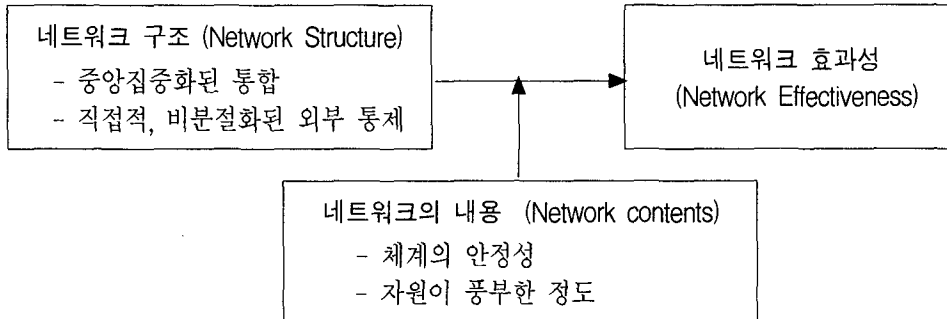 네트워크 구조 (Network Structure)
- 중앙집중화된 통합
- 직접적, 비분절화된 외부 통제
네트워크 효과성
(Network Effectiveness)
네트워크의 내용 (Network contents)
- 체계의 안정성
- 자원이 풍부한 정도